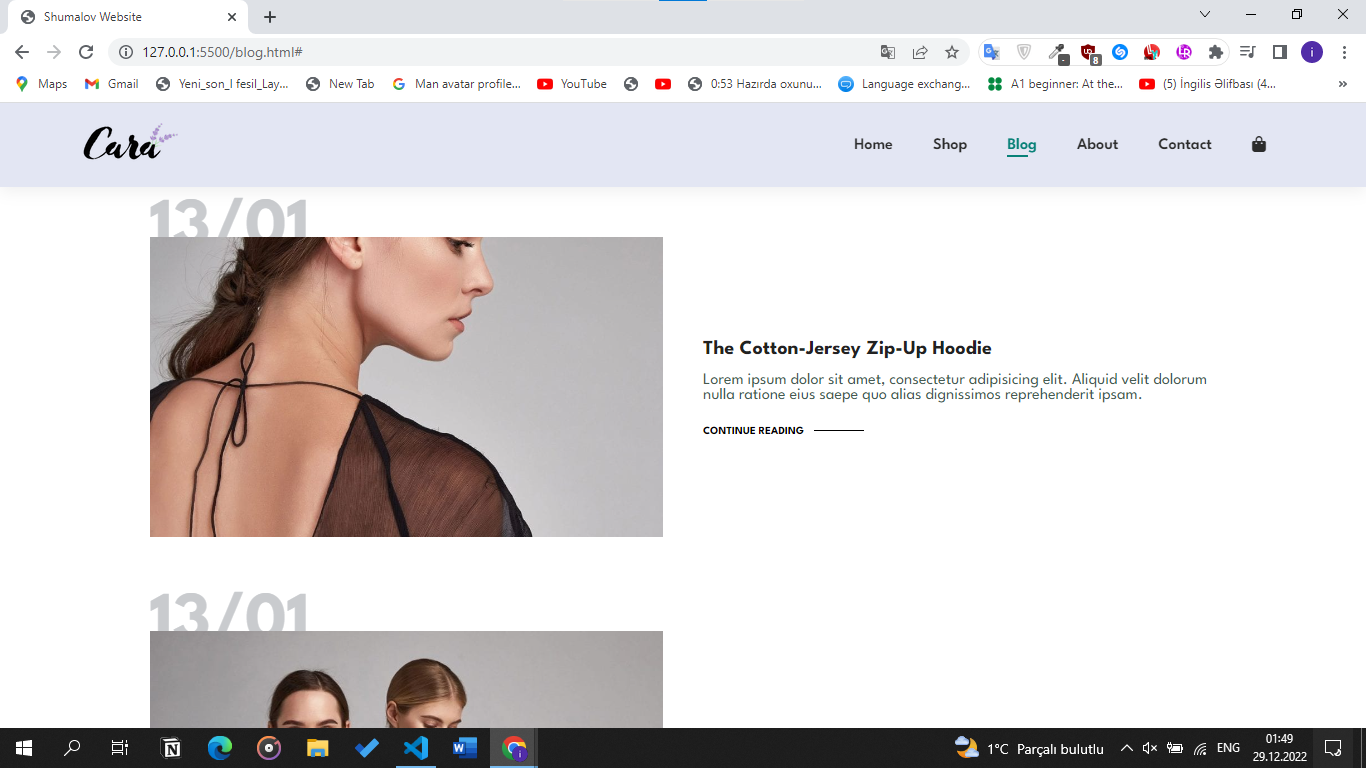 Shumalov Website
127.0.0.1:5500/blog.html#
8
i
Maps Gmail Yeni_son_I fesil_Lay... New Tab Man avatar profile... YouTube 0:53 Hazırda oxunu... Language exchang... A1 beginner: At the... (5) İngilis Əlifbası (4...
Cara Home Shop Blog About Contact
13/01
The Cotton-Jersey Zip-Up Hoodie
Lorem ipsum dolor sit amet, consectetur adipisicing elit. Aliquid velit dolorum
nulla ratione eius saepe quo alias dignissimos reprehenderit ipsam.
CONTINUE READING
13/01
1°C Parçalı bulutlu ENG 01:49
29.12.2022